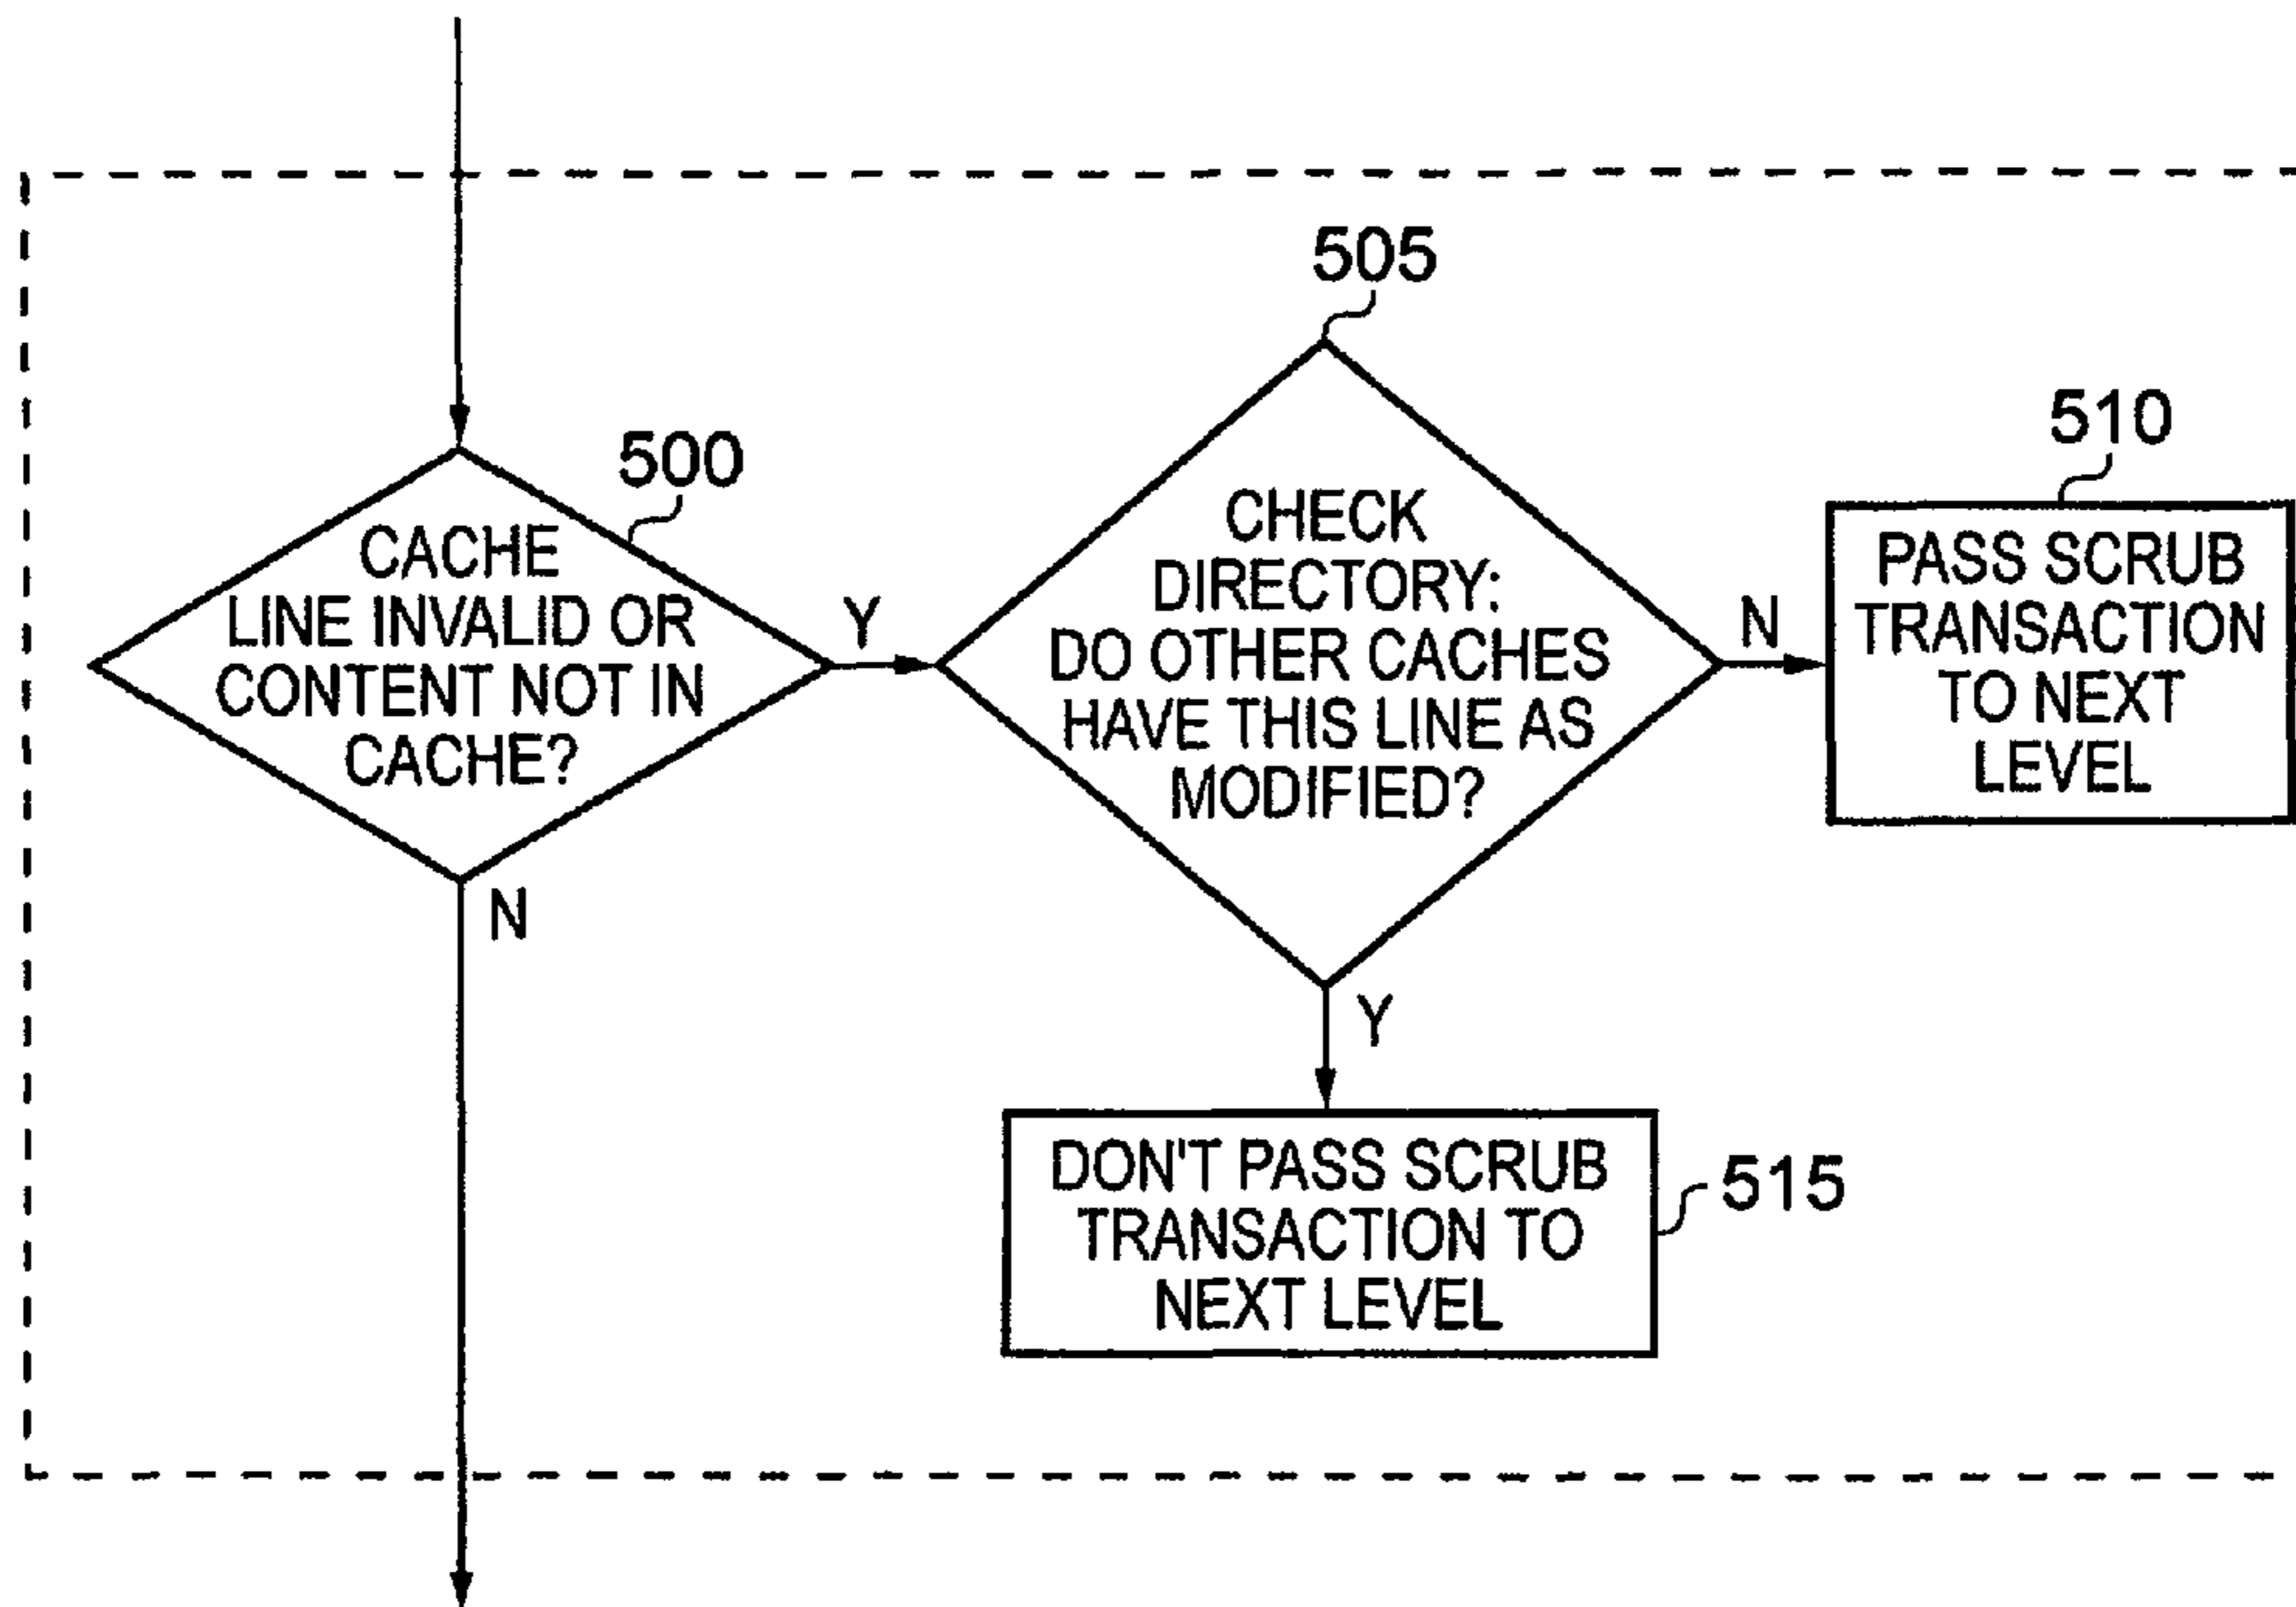 505
510
500
CACHE
LINE INVALID OR
CONTENT NOT IN
CACHE?
Y
CHECK
DIRECTORY:
DO OTHER CACHES
HAVE THIS LINE AS
MODIFIED?
N
PASS SCRUB
TRANSACTION
TO NEXT
LEVEL
N
Y
DON'T PASS SCRUB
TRANSACTION TO
NEXT LEVEL
515